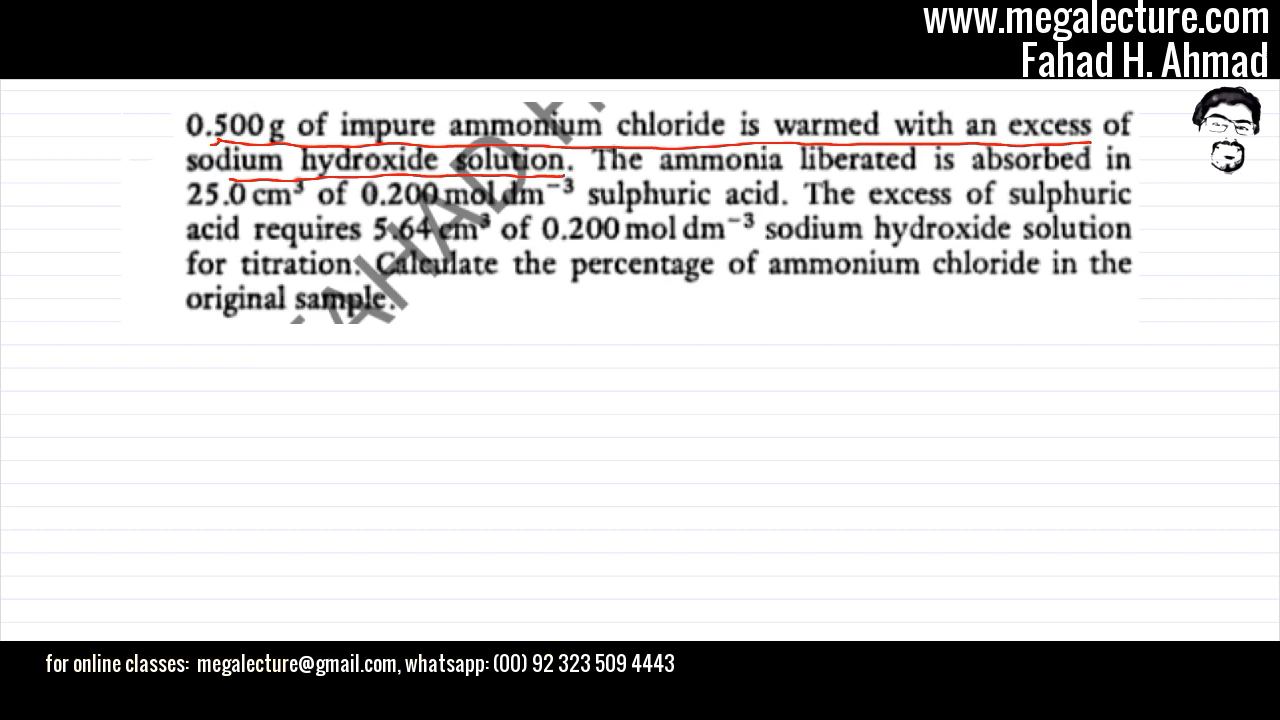 www.megalecture.com
Fahad H. Ahmad
0.500 g of impure ammonium chloride is warmed with an excess of
sodium hydroxide solution. The ammonia liberated is absorbed in
25.0 cm³ of 0.200 mol dm⁻³ sulphuric acid. The excess of sulphuric
acid requires 5.64 cm³ of 0.200 mol dm⁻³ sodium hydroxide solution
for titration. Calculate the percentage of ammonium chloride in the
original sample.
for online classes: megalecture@gmail.com, whatsapp: (00) 92 323 509 4443